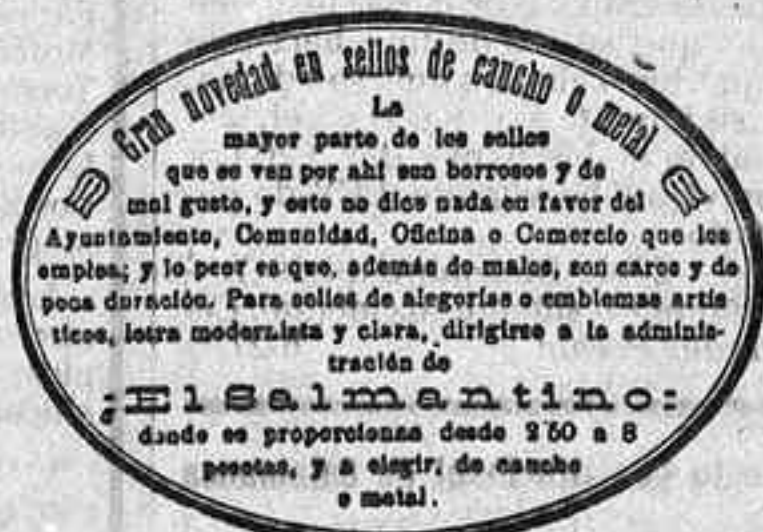 Gran novedad en sellos de caucho o metal
La
mayor parte de los sellos
que se ven por ahí son borrosos y de
mal gusto, y esto no dice nada en favor del
Ayuntamiento, Comunidad, Oficina o Comercio que los
emplea; y lo peor es que, además de malos, son caros y de
poca duración. Para sellos de alegorías o emblemas artís
ticos, letra modernista y clara, dirigirse a la adminis-
tración de
:El Salmantino:
donde se proporcionan desde 2'50 a 8
pesetas, y a elegir, de caucho
o metal.